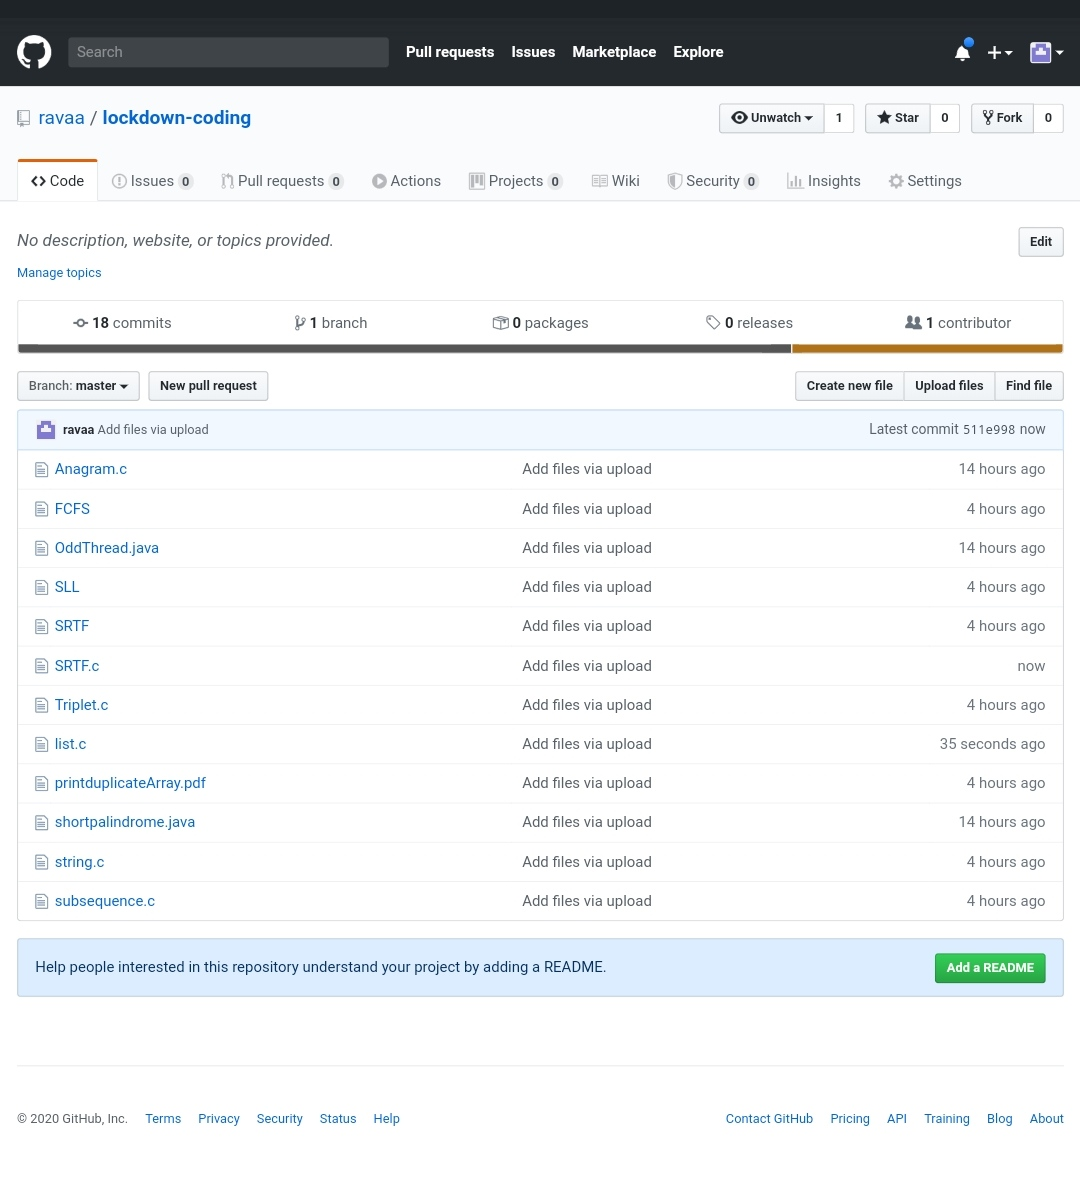 Search Pull requests Issues Marketplace Explore
ravaa / lockdown-coding Unwatch 1 Star 0 Fork 0
Code Issues 0 Pull requests 0 Actions Projects 0 Wiki Security 0 Insights Settings
No description, website, or topics provided. Edit
Manage topics
18 commits 1 branch 0 packages 0 releases 1 contributor
Branch: master New pull request Create new file Upload files Find file
ravaa Add files via upload Latest commit 511e998 now
Anagram.c Add files via upload 14 hours ago
FCFS Add files via upload 4 hours ago
OddThread.java Add files via upload 14 hours ago
SLL Add files via upload 4 hours ago
SRTF Add files via upload 4 hours ago
SRTF.c Add files via upload now
Triplet.c Add files via upload 4 hours ago
list.c Add files via upload 35 seconds ago
printduplicateArray.pdf Add files via upload 4 hours ago
shortpalindrome.java Add files via upload 14 hours ago
string.c Add files via upload 4 hours ago
subsequence.c Add files via upload 4 hours ago
Help people interested in this repository understand your project by adding a README. Add a README
© 2020 GitHub, Inc. Terms Privacy Security Status Help Contact GitHub Pricing API Training Blog About